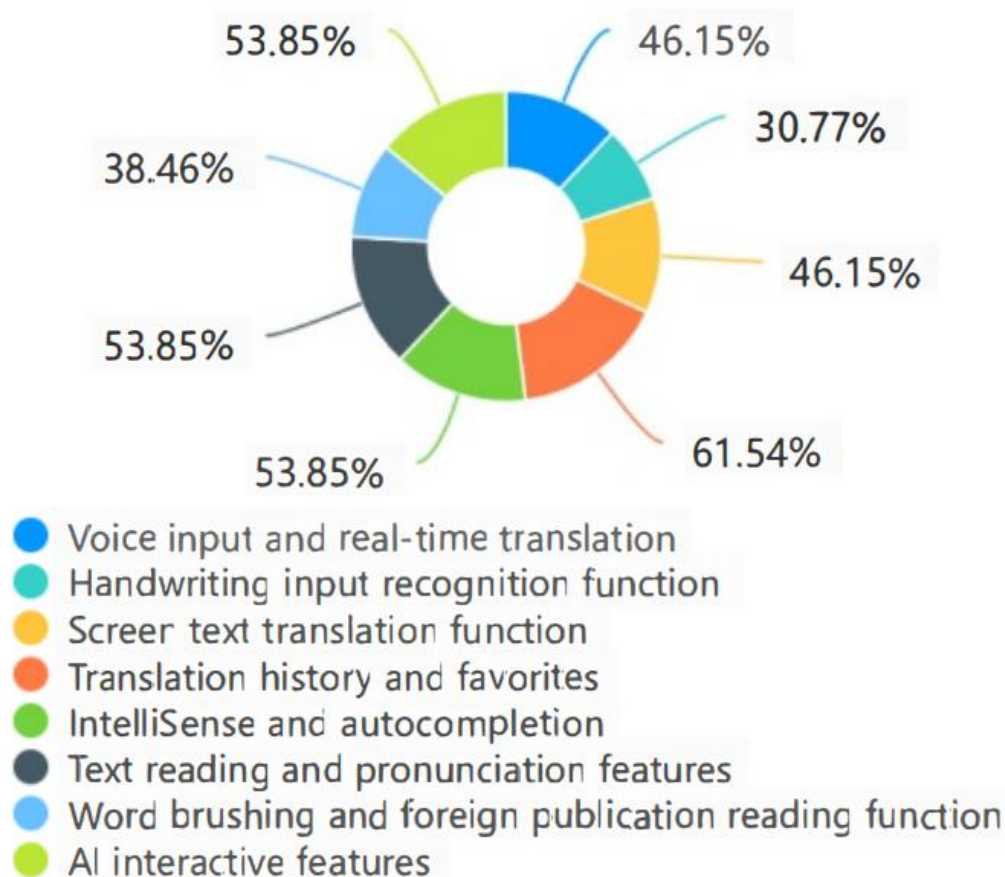 53.85%
46.15%
30.77%
38.46%
46.15%
53.85%
61.54%
53.85%
Voice input and real-time translation
Handwriting input recognition function
Screer text translation function
Translation history and favorites
IntelliSense and autocompletion
Text reading and pronunciation features
Word brushing and foreign publication reading function
AI interactive features